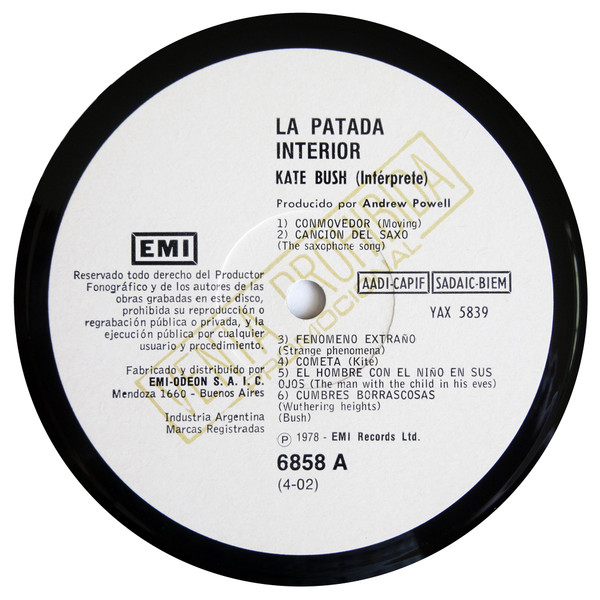 LA PATADA
INTERIOR
KATE BUSH (Intérprete)
Producido por Andrew Powell
1) CONMOVEDOR (Moving)
2) CANCION DEL SAXO
(The saxophone song)
EMI
Reservado todo derecho del Productor
Fonográfico y de los autores de las
obras grabadas en este disco,
prohibida su reproducción o
regrabación pública o privada, y la
ejecución pública por cualquier
usuario y procedimiento.
Fabricado y distribuido por
EMI-ODEON S. A. I. C.
Mendoza 1660 - Buenos Aires
Industria Argentina
Marcas Registradas
AADI-CAPIF SADAIC-BIEM
YAX 5839
3) FENOMENO EXTRAÑO
(Strange phenomena)
4) COMETA (Kite)
5) EL HOMBRE CON EL NIÑO EN SUS
OJOS (The man with the child in his eyes)
6) CUMBRES BORRASCOSAS
(Wuthering heights)
(Bush)
Ⓟ 1978 - EMI Records Ltd.
6858 A
(4-02)
VENTA PROHIBIDA
PROMOCIONAL